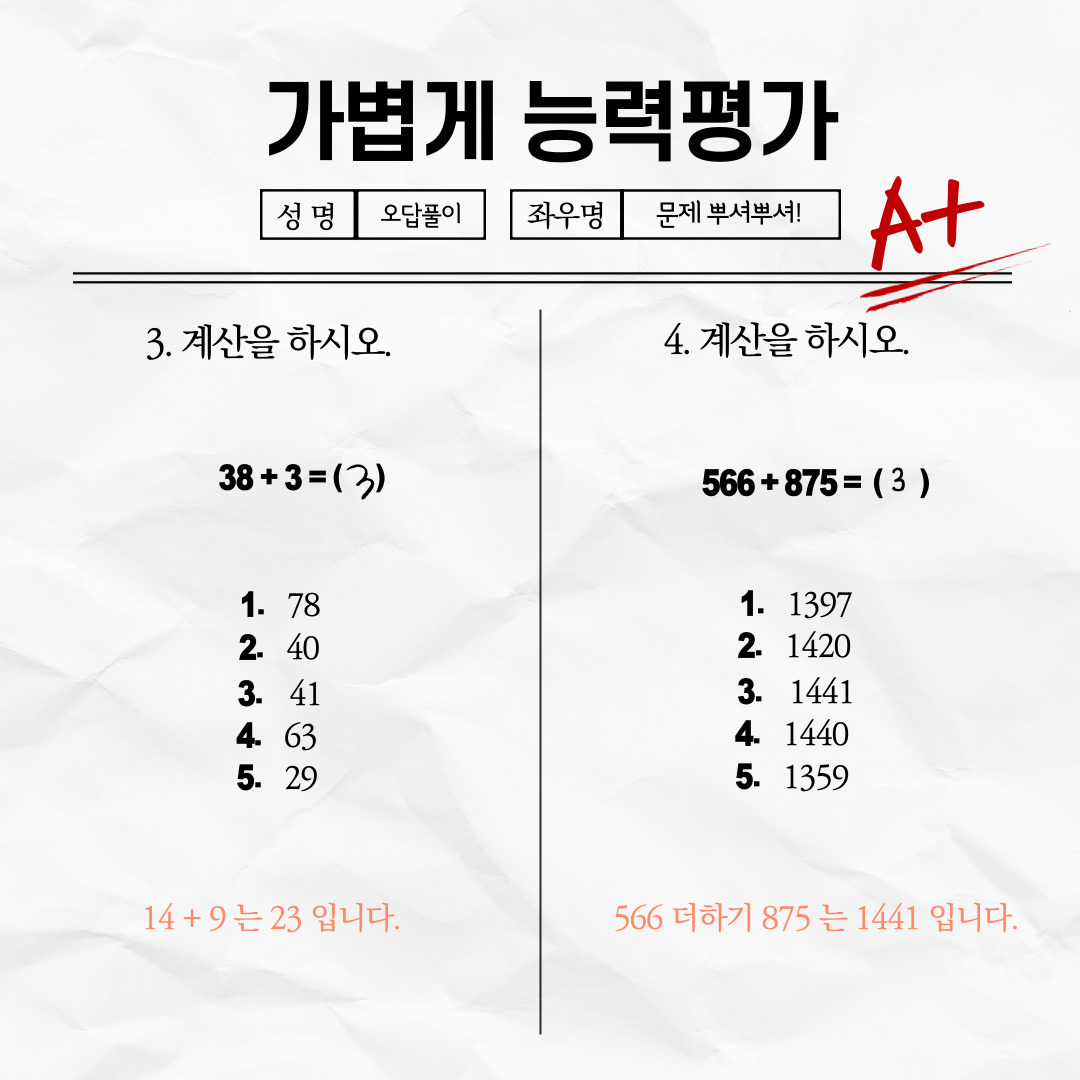 가볍게 능력평가
성 명 오답풀이 좌우명 문제 뿌셔뿌셔!
A+
3. 계산을 하시오.
38 + 3 = (3)
1. 78
2. 40
3. 41
4. 63
5. 29
14 + 9 는 23 입니다.
4. 계산을 하시오.
566 + 875 = ( 3 )
1. 1397
2. 1420
3. 1441
4. 1440
5. 1359
566 더하기 875 는 1441 입니다.